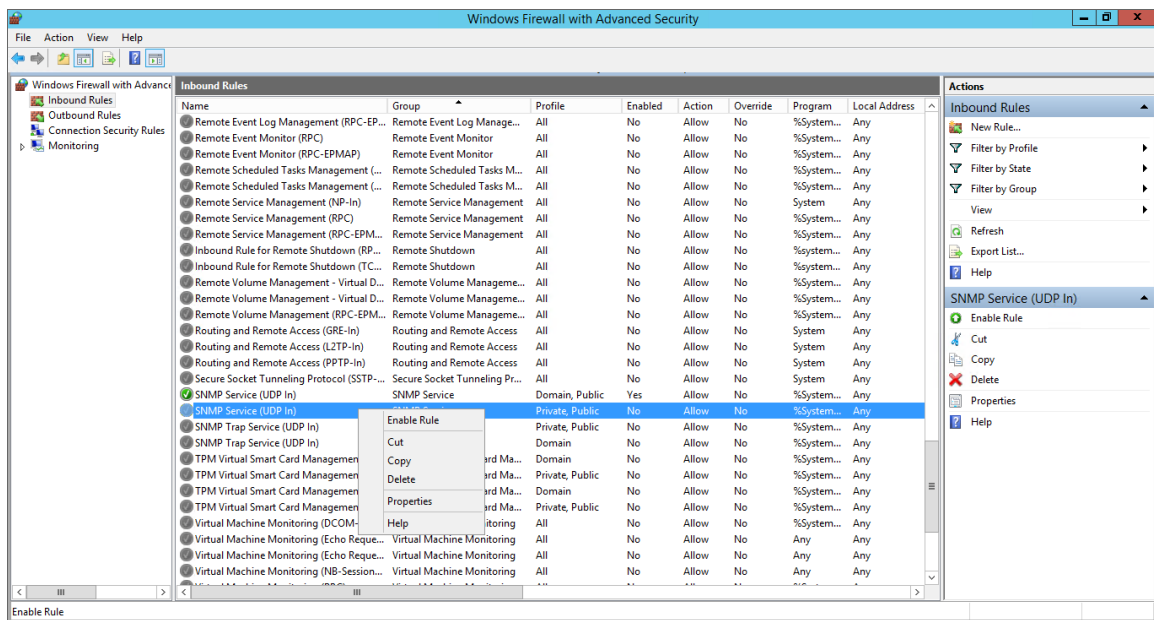 Windows Firewall with Advanced Security
File Action View Help
Windows Firewall with Advance
Inbound Rules
Outbound Rules
Connection Security Rules
Monitoring
Inbound Rules
Name Group Profile Enabled Action Override Program Local Address
Remote Event Log Management (RPC-EP... Remote Event Log Manage... All No Allow No %System... Any
Remote Event Monitor (RPC) Remote Event Monitor All No Allow No %System... Any
Remote Event Monitor (RPC-EPMAP) Remote Event Monitor All No Allow No %System... Any
Remote Scheduled Tasks Management (... Remote Scheduled Tasks M... All No Allow No %System... Any
Remote Scheduled Tasks Management (... Remote Scheduled Tasks M... All No Allow No %System... Any
Remote Service Management (NP-In) Remote Service Management All No Allow No System Any
Remote Service Management (RPC) Remote Service Management All No Allow No %System... Any
Remote Service Management (RPC-EPM... Remote Service Management All No Allow No %System... Any
Inbound Rule for Remote Shutdown (RP... Remote Shutdown All No Allow No %system... Any
Inbound Rule for Remote Shutdown (TC... Remote Shutdown All No Allow No %system... Any
Remote Volume Management - Virtual D... Remote Volume Manageme... All No Allow No %System... Any
Remote Volume Management - Virtual D... Remote Volume Manageme... All No Allow No %System... Any
Remote Volume Management (RPC-EPM... Remote Volume Manageme... All No Allow No %System... Any
Routing and Remote Access (GRE-In) Routing and Remote Access All No Allow No System Any
Routing and Remote Access (L2TP-In) Routing and Remote Access All No Allow No System Any
Routing and Remote Access (PPTP-In) Routing and Remote Access All No Allow No System Any
Secure Socket Tunneling Protocol (SSTP-... Secure Socket Tunneling Pr... All No Allow No System Any
SNMP Service (UDP In) SNMP Service Domain, Public Yes Allow No %System... Any
SNMP Service (UDP In) Private, Public No Allow No %System... Any
SNMP Trap Service (UDP In) Private, Public No Allow No %System... Any
SNMP Trap Service (UDP In) Domain No Allow No %System... Any
TPM Virtual Smart Card Managemen ard Ma... Domain No Allow No %System... Any
TPM Virtual Smart Card Managemen ard Ma... Private, Public No Allow No %System... Any
TPM Virtual Smart Card Managemen ard Ma... Domain No Allow No %System... Any
TPM Virtual Smart Card Managemen ard Ma... Private, Public No Allow No %System... Any
Virtual Machine Monitoring (DCOM- itoring All No Allow No %System... Any
Virtual Machine Monitoring (Echo Reque... Virtual Machine Monitoring All No Allow No Any Any
Virtual Machine Monitoring (Echo Reque... Virtual Machine Monitoring All No Allow No Any Any
Virtual Machine Monitoring (NB-Session... Virtual Machine Monitoring All No Allow No Any Any
Enable Rule
Cut
Copy
Delete
Properties
Help
Actions
Inbound Rules
New Rule...
Filter by Profile
Filter by State
Filter by Group
View
Refresh
Export List...
Help
SNMP Service (UDP In)
Enable Rule
Cut
Copy
Delete
Properties
Help
Enable Rule